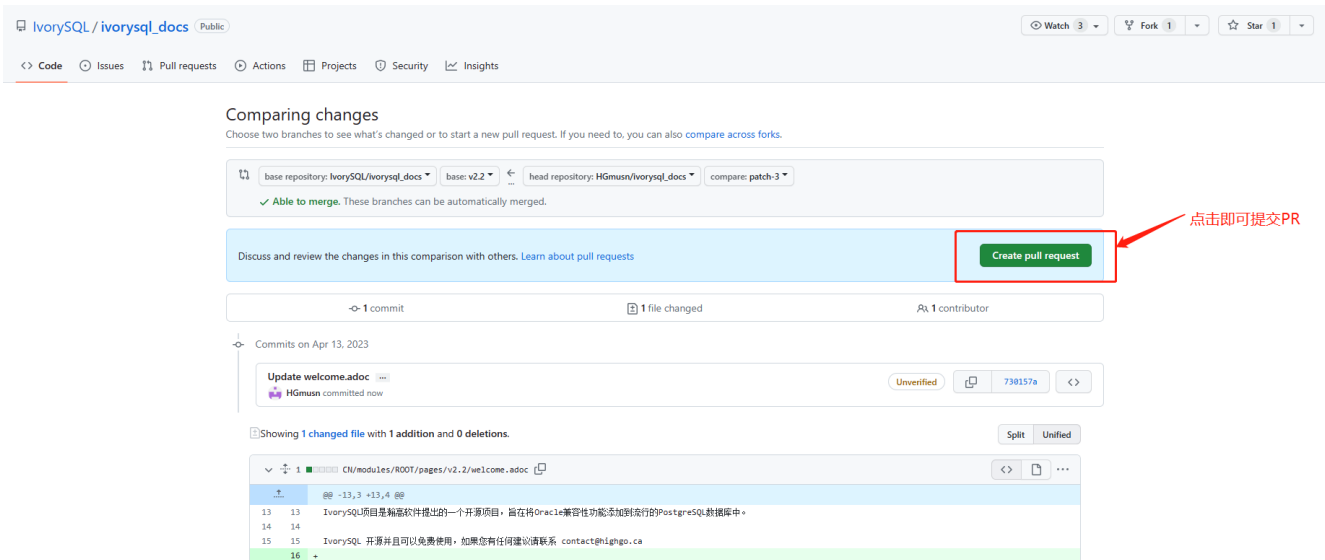 IvorySQL / ivorysql_docs Public
Watch 3 Fork 1 Star 1
Code Issues Pull requests Actions Projects Security Insights
Comparing changes
Choose two branches to see what's changed or to start a new pull request. If you need to, you can also compare across forks.
base repository: IvorySQL/ivorysql_docs base: v2.2 ← ... head repository: HGmusn/ivorysql_docs compare: patch-3
✓ Able to merge. These branches can be automatically merged.
点击即可提交PR
Discuss and review the changes in this comparison with others. Learn about pull requests Create pull request
1 commit 1 file changed 1 contributor
Commits on Apr 13, 2023
Update welcome.adoc ...
HGmusn committed now
Unverified 730157a <>
Showing 1 changed file with 1 addition and 0 deletions. Split Unified
1 CN/modules/ROOT/pages/v2.2/welcome.adoc <> ...
@@ -13,3 +13,4 @@
13 13 IvorySQL项目是瀚高软件提出的一个开源项目，旨在将Oracle兼容性功能添加到流行的PostgreSQL数据库中。
14 14
15 15 IvorySQL 开源并且可以免费使用，如果您有任何建议请联系 contact@highgo.ca
16 +